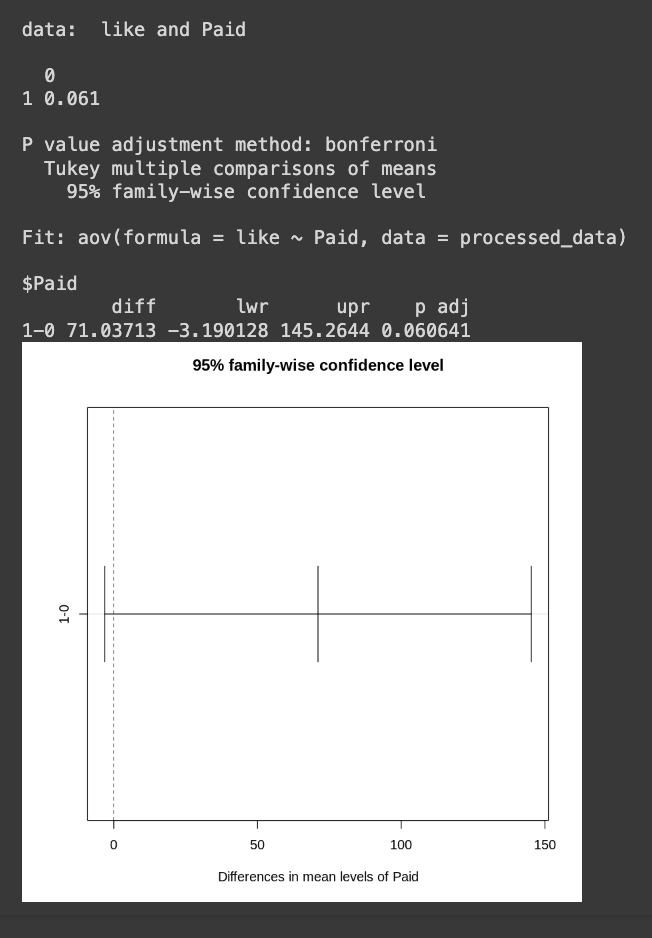 data:  like and Paid
  0
1 0.061
P value adjustment method: bonferroni
  Tukey multiple comparisons of means
    95% family-wise confidence level
Fit: aov(formula = like ~ Paid, data = processed_data)
$Paid
        diff       lwr      upr    p adj
1-0 71.03713 -3.190128 145.2644 0.060641
95% family-wise confidence level
1-0
0 50 100 150
Differences in mean levels of Paid